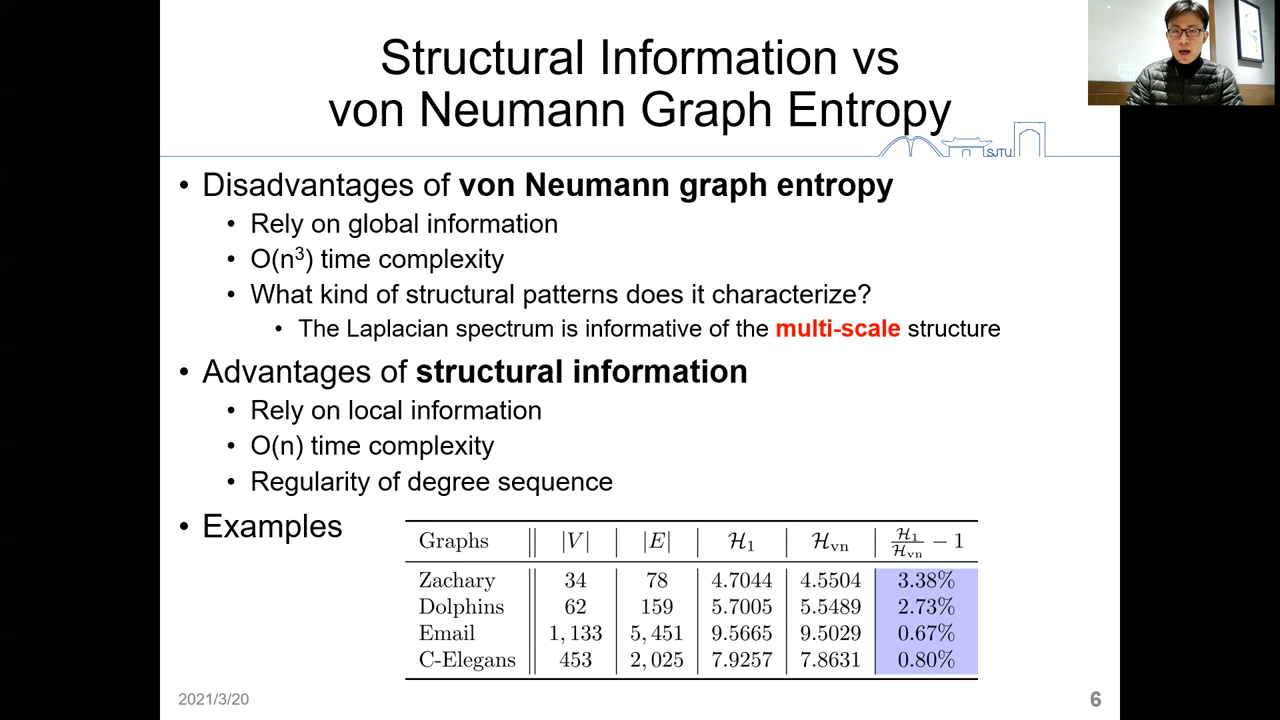 Structural Information vs
von Neumann Graph Entropy
SJTU
• Disadvantages of von Neumann graph entropy
• Rely on global information
• O(n³) time complexity
• What kind of structural patterns does it characterize?
• The Laplacian spectrum is informative of the multi-scale structure
• Advantages of structural information
• Rely on local information
• O(n) time complexity
• Regularity of degree sequence
• Examples
Graphs |V| |E| ℋ₁ ℋvn ℋ₁/ℋvn − 1
Zachary 34 78 4.7044 4.5504 3.38%
Dolphins 62 159 5.7005 5.5489 2.73%
Email 1,133 5,451 9.5665 9.5029 0.67%
C-Elegans 453 2,025 7.9257 7.8631 0.80%
2021/3/20
6